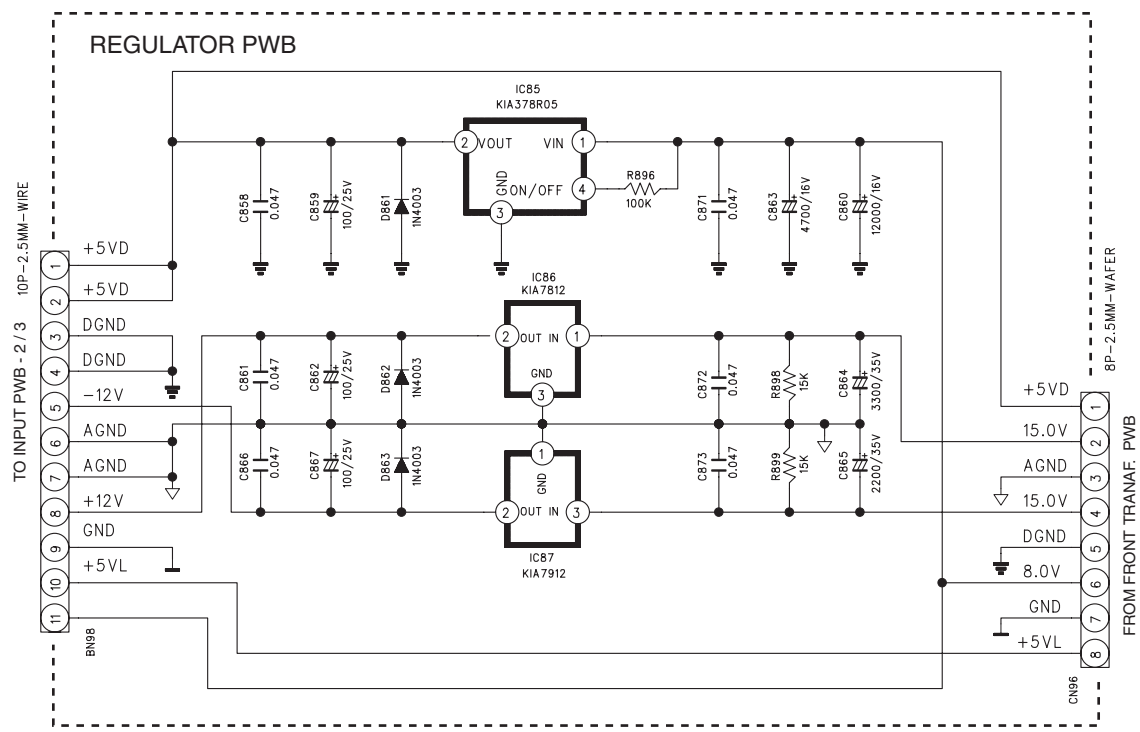 REGULATOR PWB
IC85
KIA378R05
2
VOUT
VIN
1
GND
ON/OFF
4
3
R896
100K
C858
0.047
C859
100/25V
+
D861
1N4003
C871
0.047
C863
4700/16V
+
C860
12000/16V
+
IC86
KIA7812
2
OUT IN
1
GND
3
C861
0.047
C862
100/25V
+
D862
1N4003
C872
0.047
R898
15K
C864
3300/35V
+
C866
0.047
C867
100/25V
+
D863
1N4003
1
GND
2
OUT IN
3
IC87
KIA7912
C873
0.047
R899
15K
C865
2200/35V
+
TO INPUT PWB - 2 / 3
10P-2.5MM-WIRE
1
+5VD
2
+5VD
3
DGND
4
DGND
5
-12V
6
AGND
7
AGND
8
+12V
9
GND
10
+5VL
11
BN98
8P-2.5MM-WAFER
FROM FRONT TRANAF. PWB
+5VD
1
15.0V
2
AGND
3
15.0V
4
DGND
5
8.0V
6
GND
7
+5VL
8
CN96